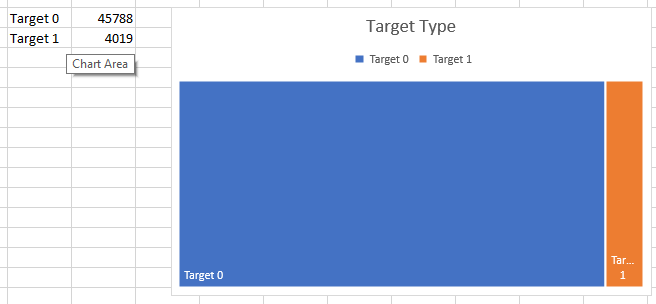 Target 0 45788
Target 1 4019
Chart Area
Target Type
Target 0 Target 1
Target 0
Tar...
1